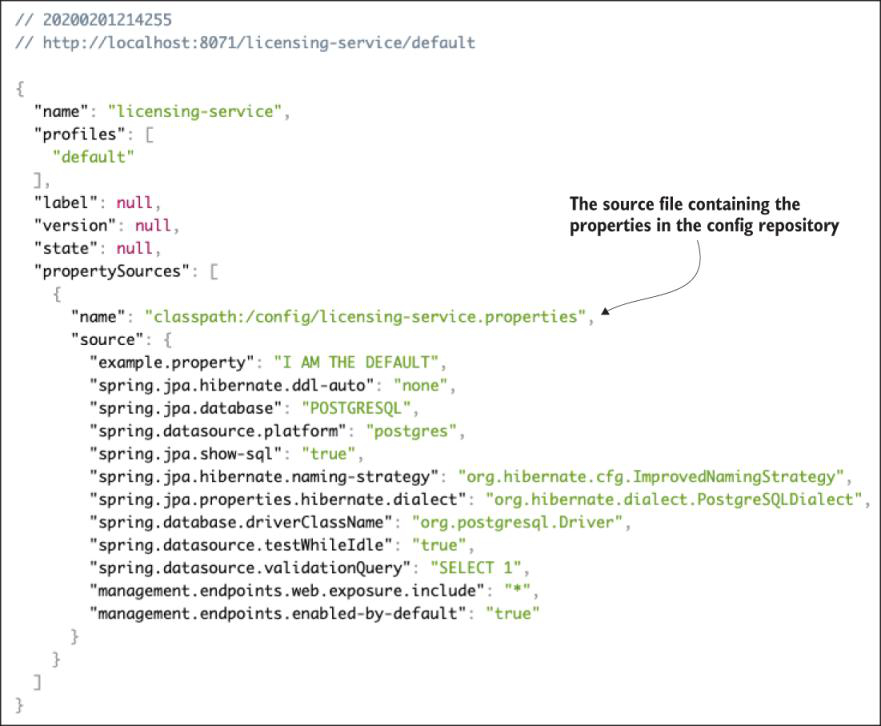 // 20200201214255
// http://localhost:8071/licensing-service/default
{
"name": "licensing-service",
"profiles": [
"default"
],
"label": null,
"version": null,
"state": null,
"propertySources": [
{
"name": "classpath:/config/licensing-service.properties",
"source": {
"example.property": "I AM THE DEFAULT",
"spring.jpa.hibernate.ddl-auto": "none",
"spring.jpa.database": "POSTGRESQL",
"spring.datasource.platform": "postgres",
"spring.jpa.show-sql": "true",
"spring.jpa.hibernate.naming-strategy": "org.hibernate.cfg.ImprovedNamingStrategy",
"spring.jpa.properties.hibernate.dialect": "org.hibernate.dialect.PostgreSQLDialect",
"spring.database.driverClassName": "org.postgresql.Driver",
"spring.datasource.testWhileIdle": "true",
"spring.datasource.validationQuery": "SELECT 1",
"management.endpoints.web.exposure.include": "*",
"management.endpoints.enabled-by-default": "true"
}
}
]
}
The source file containing the
properties in the config repository